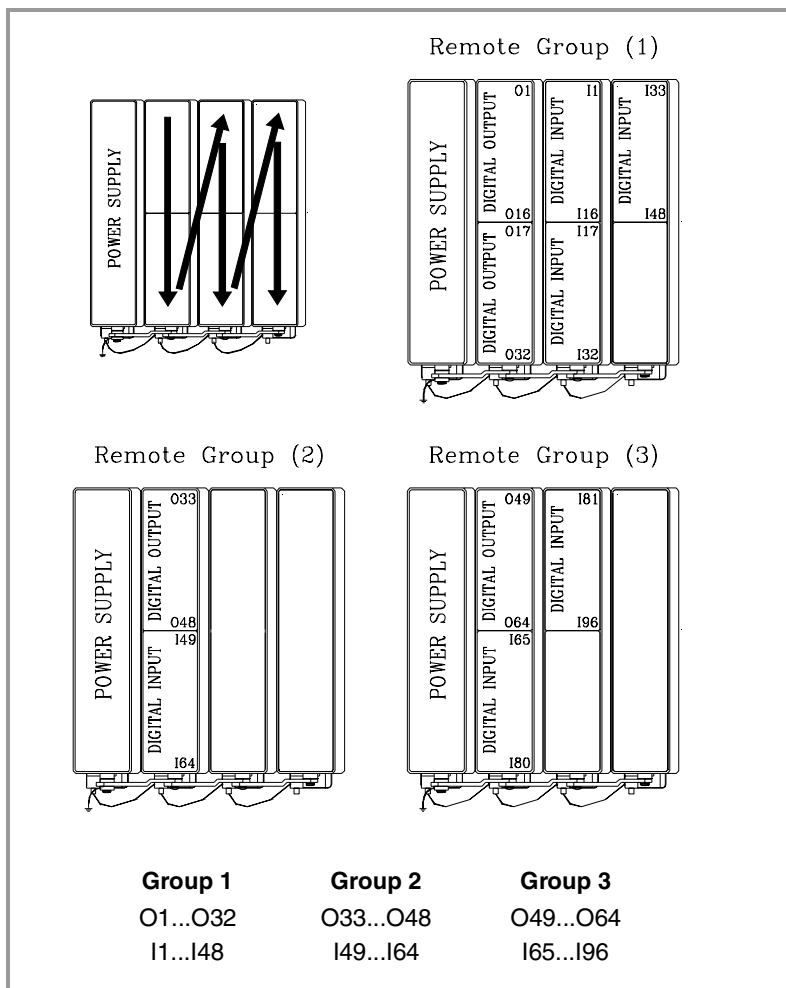 Remote Group (1)
POWER SUPPLY
POWER SUPPLY
DIGITAL OUTPUT
O1
O16
DIGITAL OUTPUT
O17
O32
DIGITAL INPUT
I1
I16
DIGITAL INPUT
I17
I32
DIGITAL INPUT
I33
I48
Remote Group (2)
POWER SUPPLY
DIGITAL OUTPUT
O33
O48
DIGITAL INPUT
I49
I64
Remote Group (3)
POWER SUPPLY
DIGITAL OUTPUT
O49
O64
DIGITAL INPUT
I65
I80
DIGITAL INPUT
I81
I96
Group 1 Group 2 Group 3
O1...O32 O33...O48 O49...O64
I1...I48 I49...I64 I65...I96